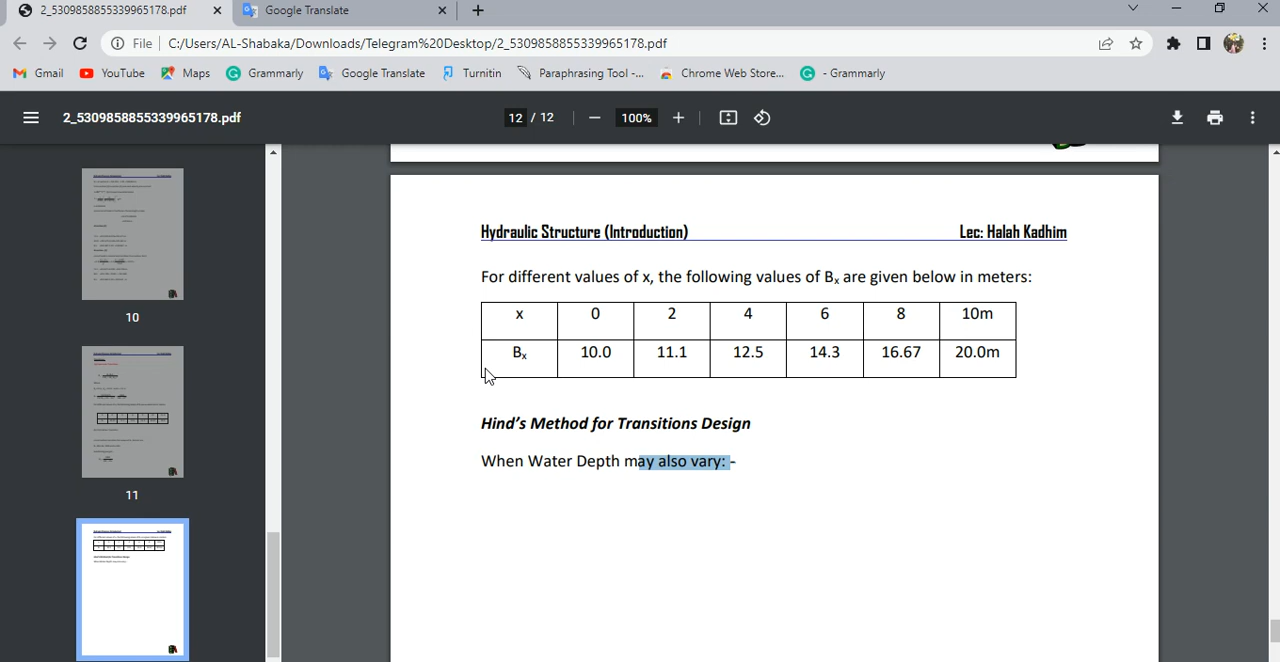 2_5309858855339965178.pdf
Google Translate
File C:/Users/AL-Shabaka/Downloads/Telegram%20Desktop/2_5309858855339965178.pdf
Gmail YouTube Maps Grammarly Google Translate Turnitin Paraphrasing Tool -... Chrome Web Store... - Grammarly
2_5309858855339965178.pdf 12 / 12 100%
10
11
Hydraulic Structure (Introduction) Lec: Halah Kadhim
For different values of x, the following values of Bx are given below in meters:
x 0 2 4 6 8 10m
Bx 10.0 11.1 12.5 14.3 16.67 20.0m
Hind's Method for Transitions Design
When Water Depth may also vary: -